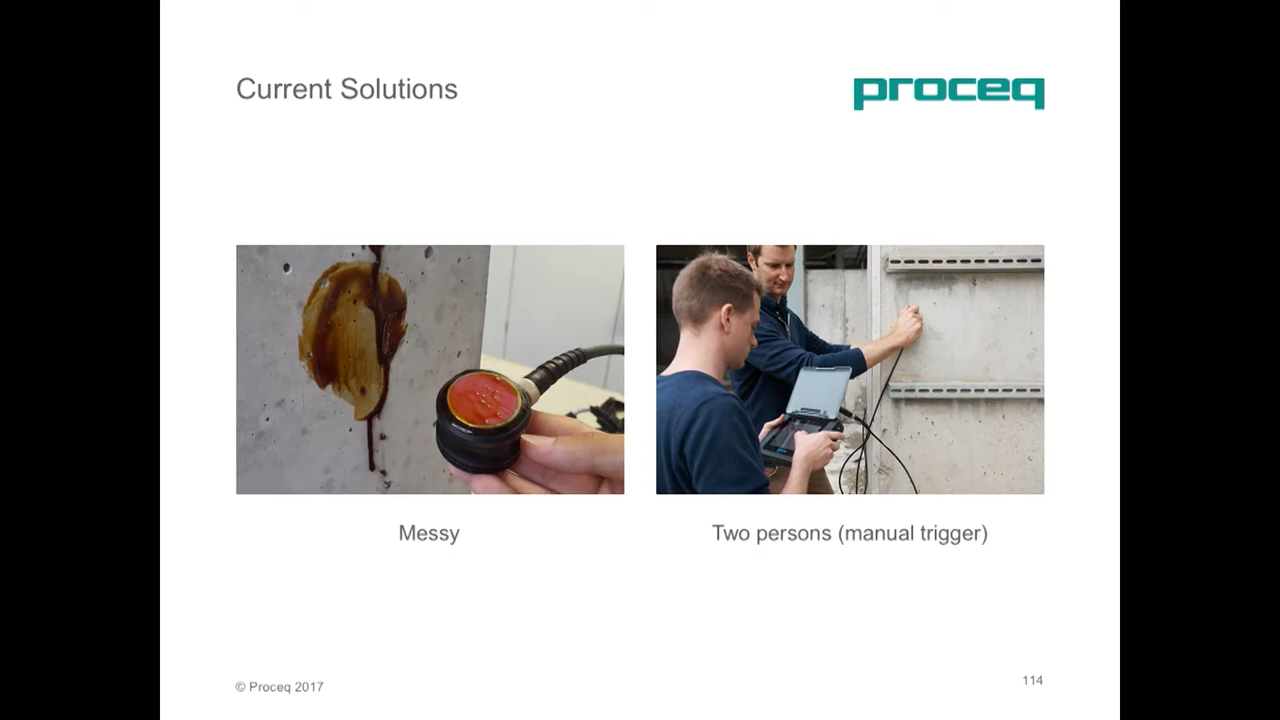 Current Solutions
proceq
Messy
Two persons (manual trigger)
© Proceq 2017
114